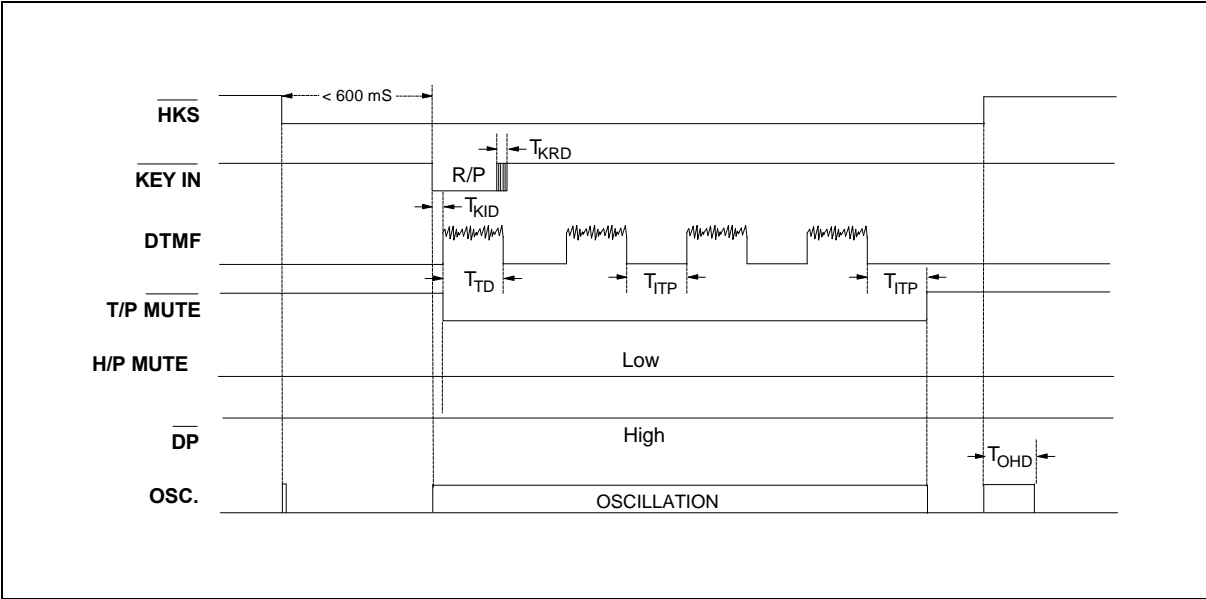 < 600 mS
HKS
T_KRD
KEY IN
R/P
T_KID
DTMF
T_TD
T_ITP
T_ITP
T/P MUTE
H/P MUTE
Low
DP
High
T_OHD
OSC.
OSCILLATION